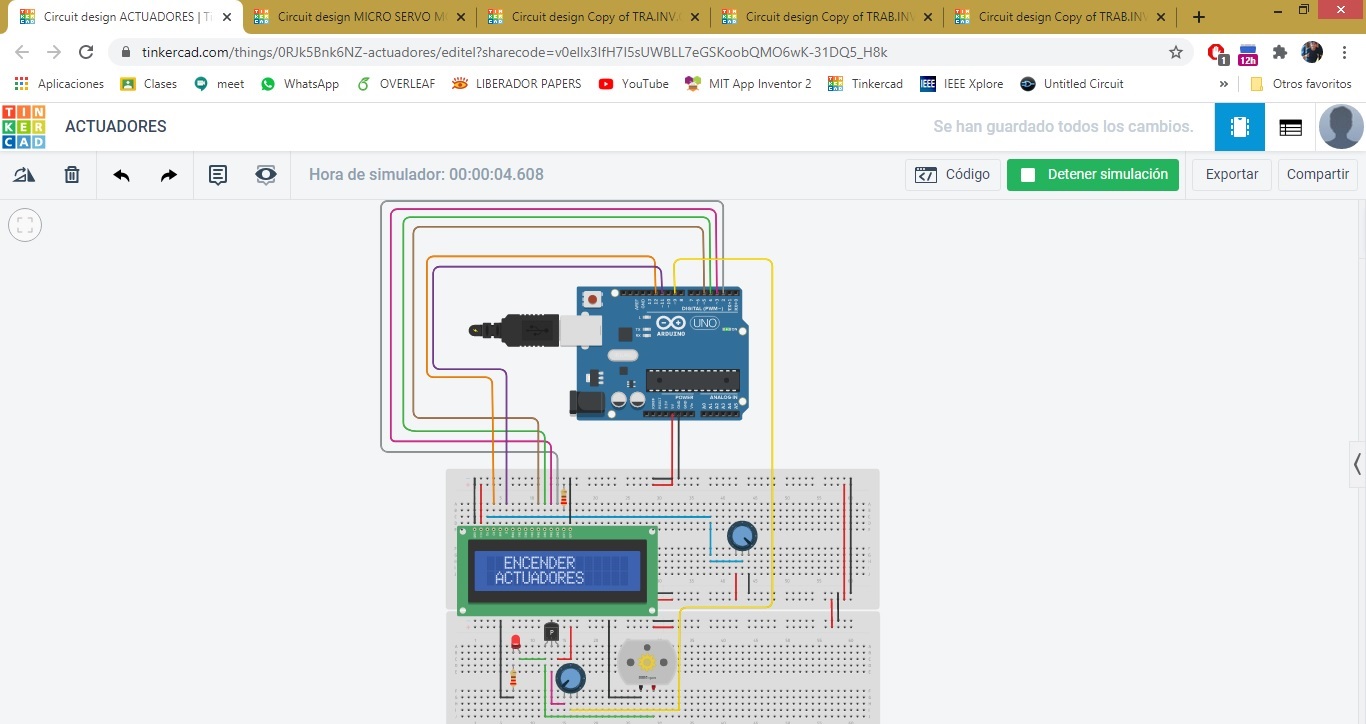 Circuit design ACTUADORES | Ti
Circuit design MICRO SERVO M
Circuit design Copy of TRA.INV.
Circuit design Copy of TRAB.INV
Circuit design Copy of TRAB.INV
tinkercad.com/things/0RJk5Bnk6NZ-actuadores/editel?sharecode=v0eIlx3IfH7I5sUWBLL7eGSKoobQMO6wK-31DQ5_H8k
1
12h
Aplicaciones
Clases
meet
WhatsApp
OVERLEAF
LIBERADOR PAPERS
YouTube
MIT App Inventor 2
Tinkercad
IEEE
IEEE Xplore
Untitled Circuit
»
Otros favoritos
TIN
KER
CAD
ACTUADORES
Se han guardado todos los cambios.
Hora de simulador: 00:00:04.608
Código
Detener simulación
Exportar
Compartir
DIGITAL (PWM~)
UNO
ARDUINO
POWER
ANALOG IN
ENCENDER
ACTUADORES
P